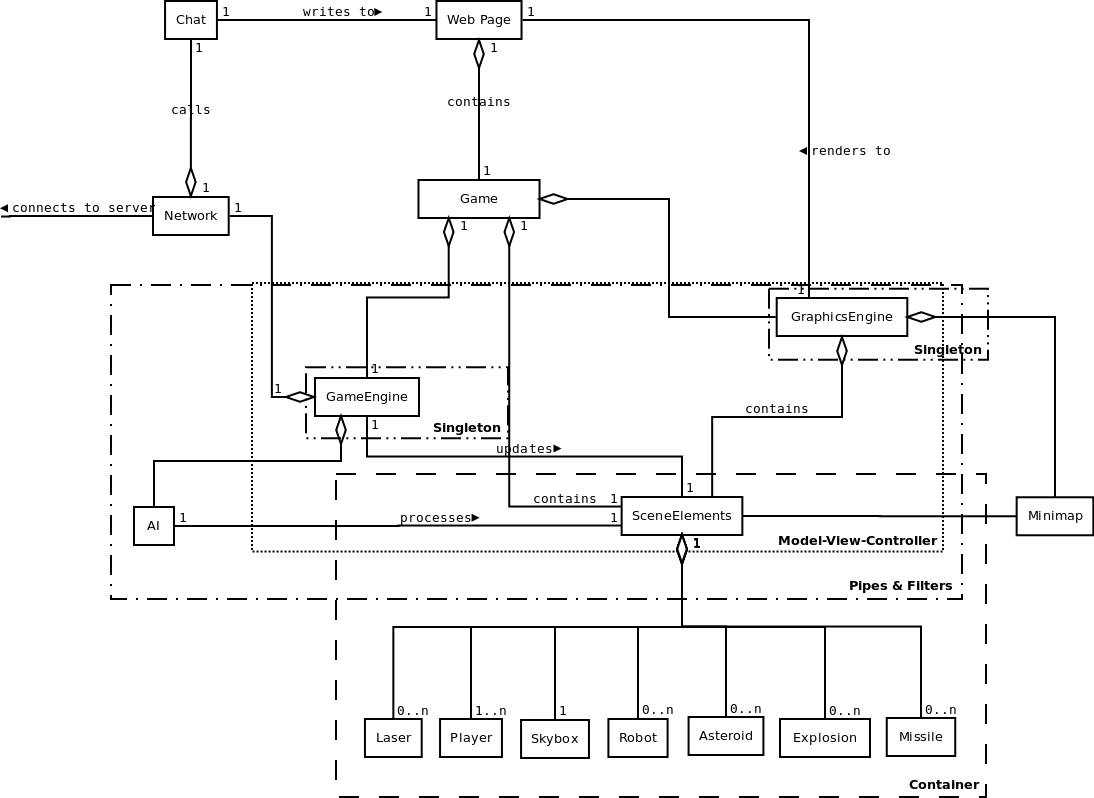 Chat
1
writes to►
1
Web Page
1
1
1
contains
calls
◄renders to
1
1
Game
◄connects to server
Network
1
1
1
1
GraphicsEngine
Singleton
1
1
GameEngine
1
Singleton
contains
updates►
1
contains 1
AI
1
processes►
1
SceneElements
Minimap
1
Model-View-Controller
Pipes & Filters
0..n
1..n
1
0..n
0..n
0..n
0..n
Laser
Player
Skybox
Robot
Asteroid
Explosion
Missile
Container